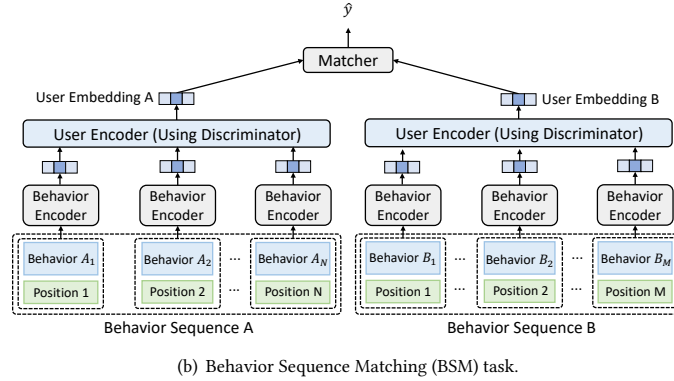 ŷ
Matcher
User Embedding A
User Embedding B
User Encoder (Using Discriminator)
User Encoder (Using Discriminator)
Behavior Encoder
Behavior Encoder
Behavior Encoder
Behavior Encoder
Behavior Encoder
Behavior Encoder
Behavior A₁
Behavior A₂
...
Behavior A_N
Behavior B₁
...
Behavior B₂
...
Behavior B_M
Position 1
Position 2
...
Position N
Position 1
...
Position 2
...
Position M
Behavior Sequence A
Behavior Sequence B
(b) Behavior Sequence Matching (BSM) task.